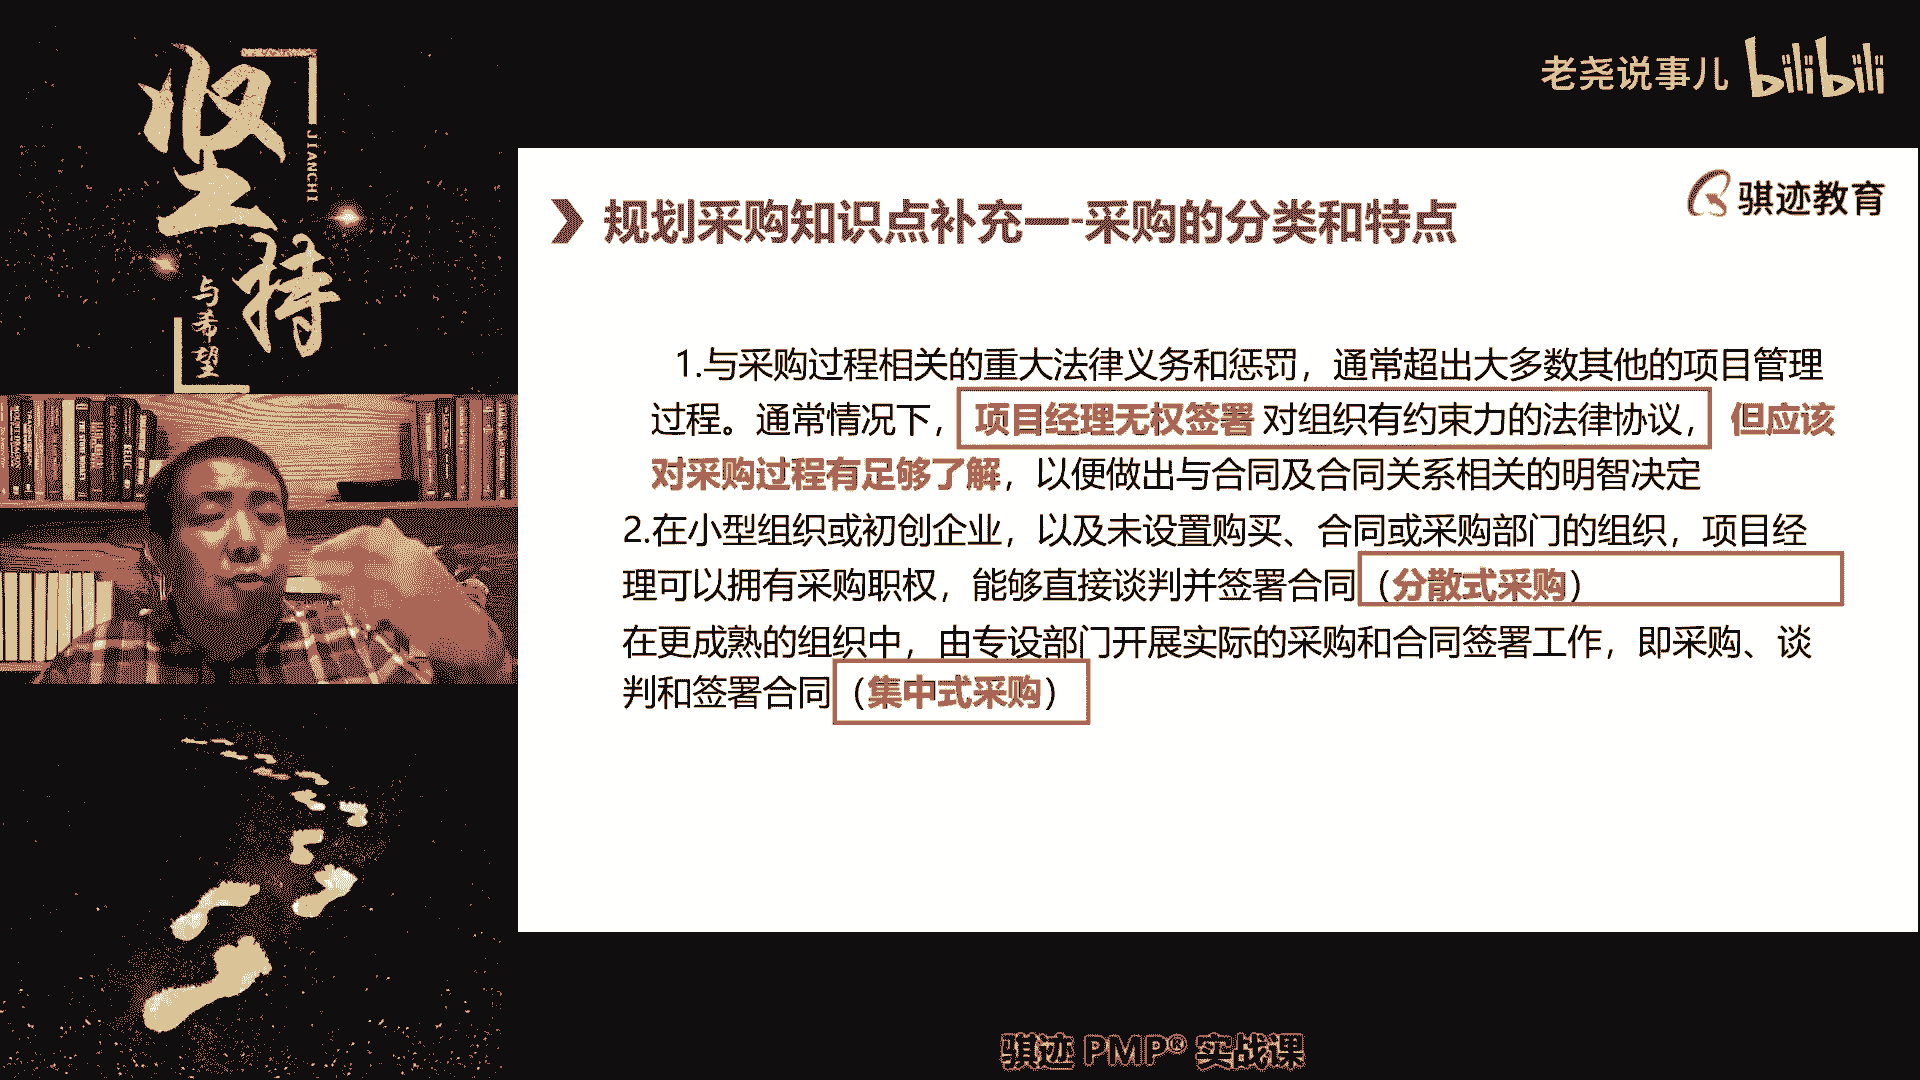 坚持
JIANCHI
与希望
老尧说事儿 bilibili
骐迹教育
规划采购知识点补充一-采购的分类和特点
1.与采购过程相关的重大法律义务和惩罚，通常超出大多数其他的项目管理
过程。通常情况下，项目经理无权签署 对组织有约束力的法律协议，但应该
对采购过程有足够了解，以便做出与合同及合同关系相关的明智决定
2.在小型组织或初创企业，以及未设置购买、合同或采购部门的组织，项目经
理可以拥有采购职权，能够直接谈判并签署合同（分散式采购）
在更成熟的组织中，由专设部门开展实际的采购和合同签署工作，即采购、谈
判和签署合同（集中式采购）
骐迹 PMP® 实战课